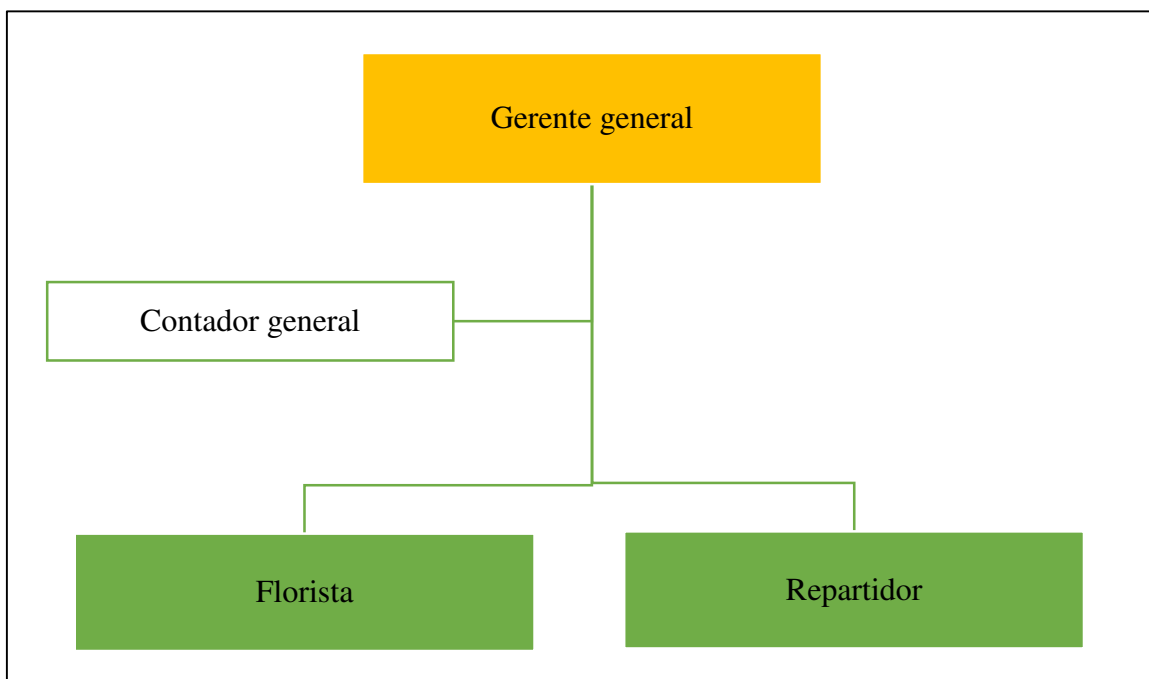 Gerente general
Contador general
Florista
Repartidor